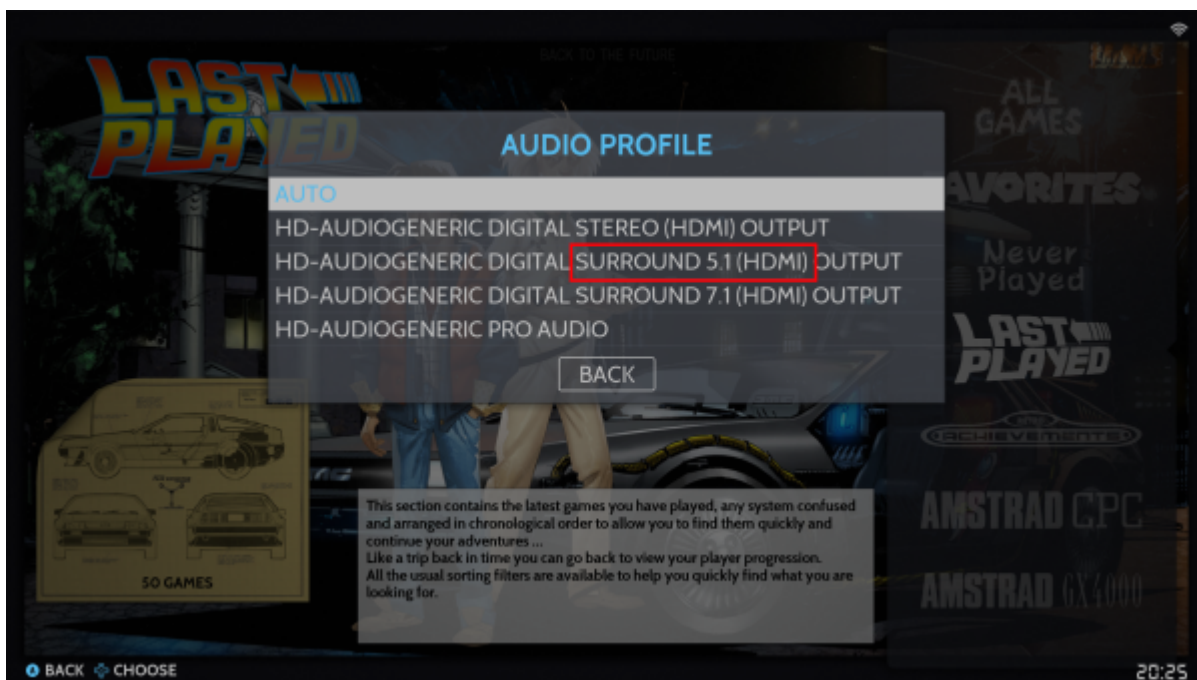 BACK TO THE FUTURE
LAST
PLAYED
ALL
GAMES
AUDIO PROFILE
AUTO
HD-AUDIOGENERIC DIGITAL STEREO (HDMI) OUTPUT
HD-AUDIOGENERIC DIGITAL SURROUND 5.1 (HDMI) OUTPUT
HD-AUDIOGENERIC DIGITAL SURROUND 7.1 (HDMI) OUTPUT
HD-AUDIOGENERIC PRO AUDIO
BACK
AVORITES
Never
Played
LAST
PLAYED
ACHIEVEMENTS
AMSTRAD CPC
AMSTRAD GX4000
50 GAMES
This section contains the latest games you have played, any system confused
and arranged in chronological order to allow you to find them quickly and
continue your adventures ...
Like a trip back in time you can go back to view your player progression.
All the usual sorting filters are available to help you quickly find what you are
looking for.
BACK CHOOSE
20:25